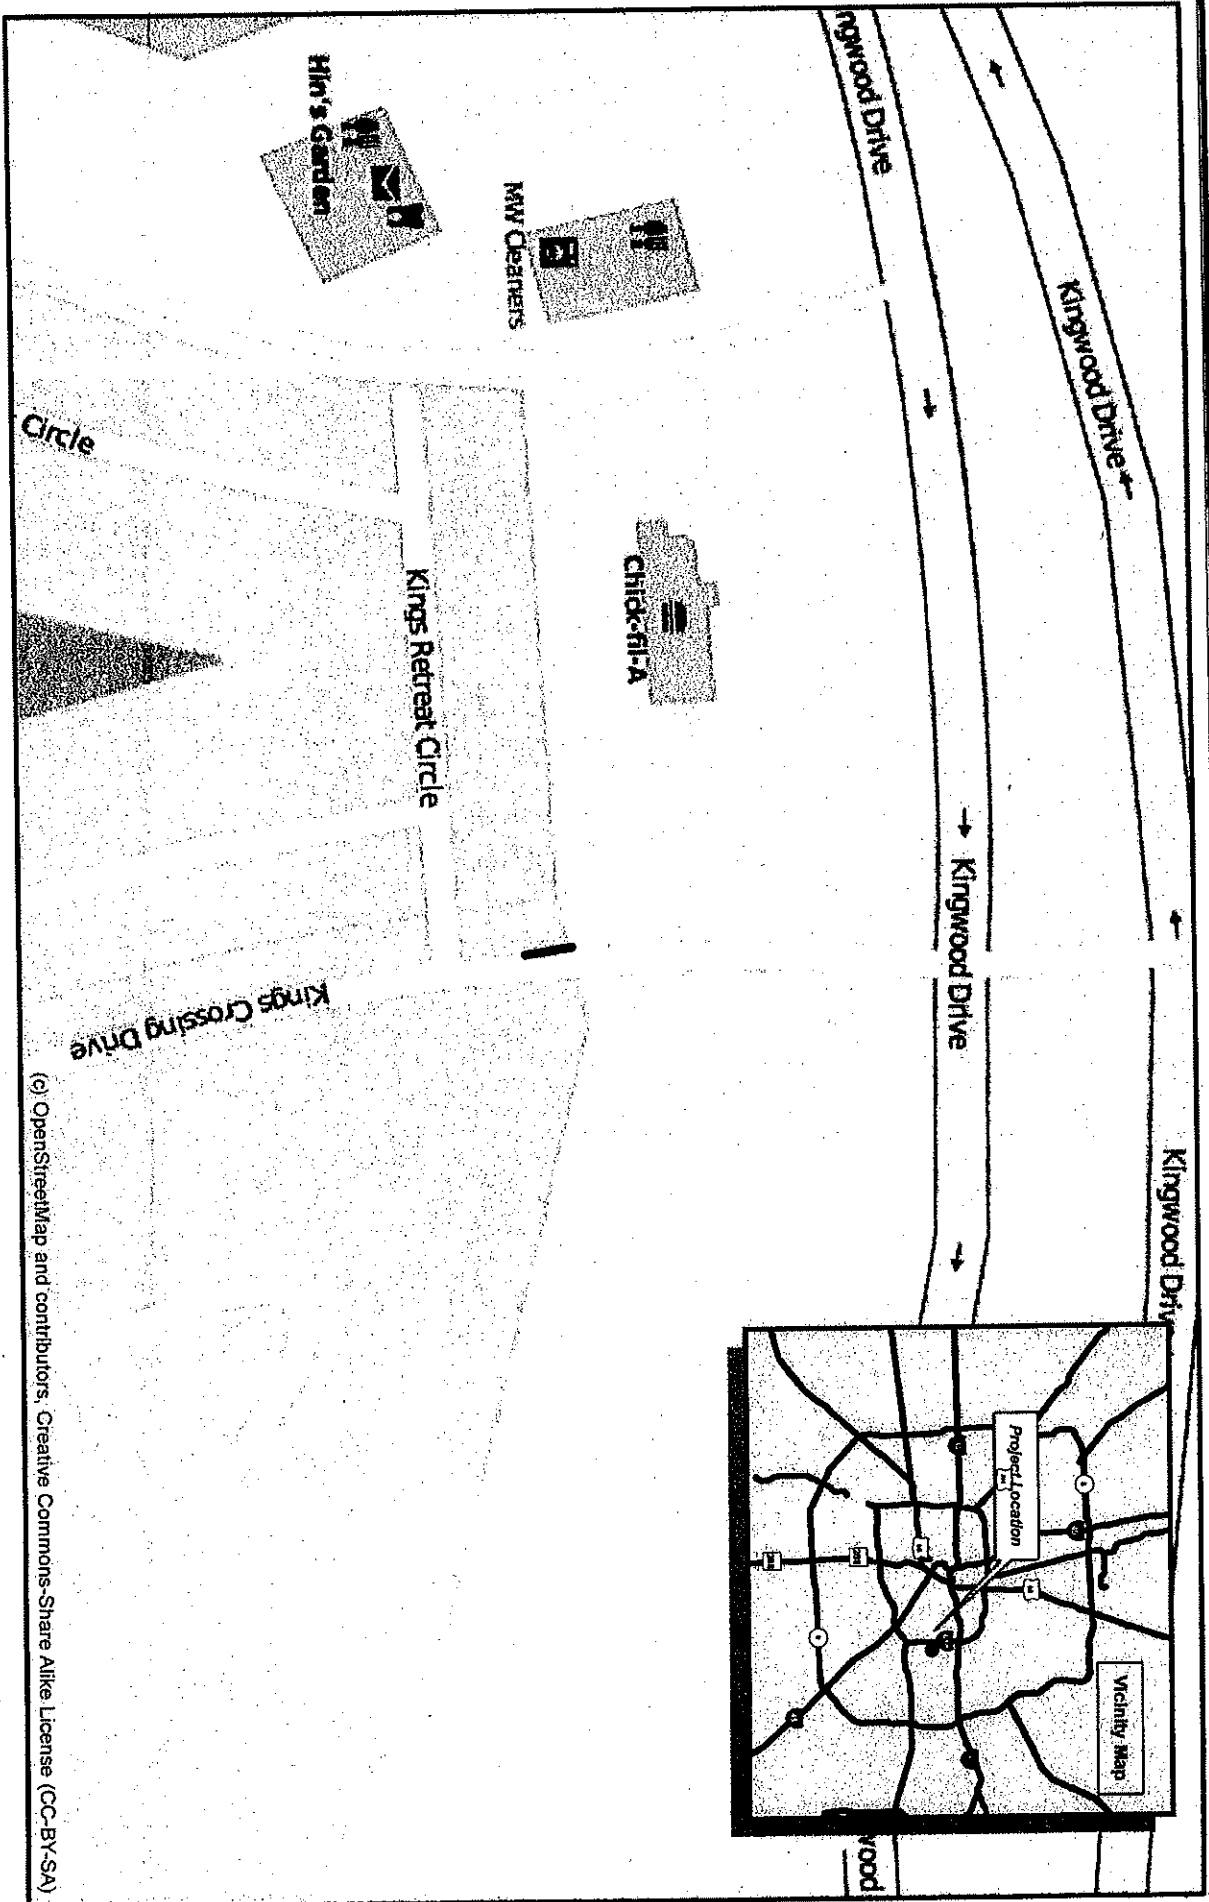 Kingwood Drive
Kingwood Drive
Kingwood Drive
Kingwood Drive
ngwood Drive
wood
Hin's Garden
MW Cleaners
Chick-fil-A
Kings Retreat Circle
Circle
Kings Crossing Drive
Vicinity Map
Project Location
(c) OpenStreetMap and contributors, Creative Commons-Share Alike License (CC-BY-SA)